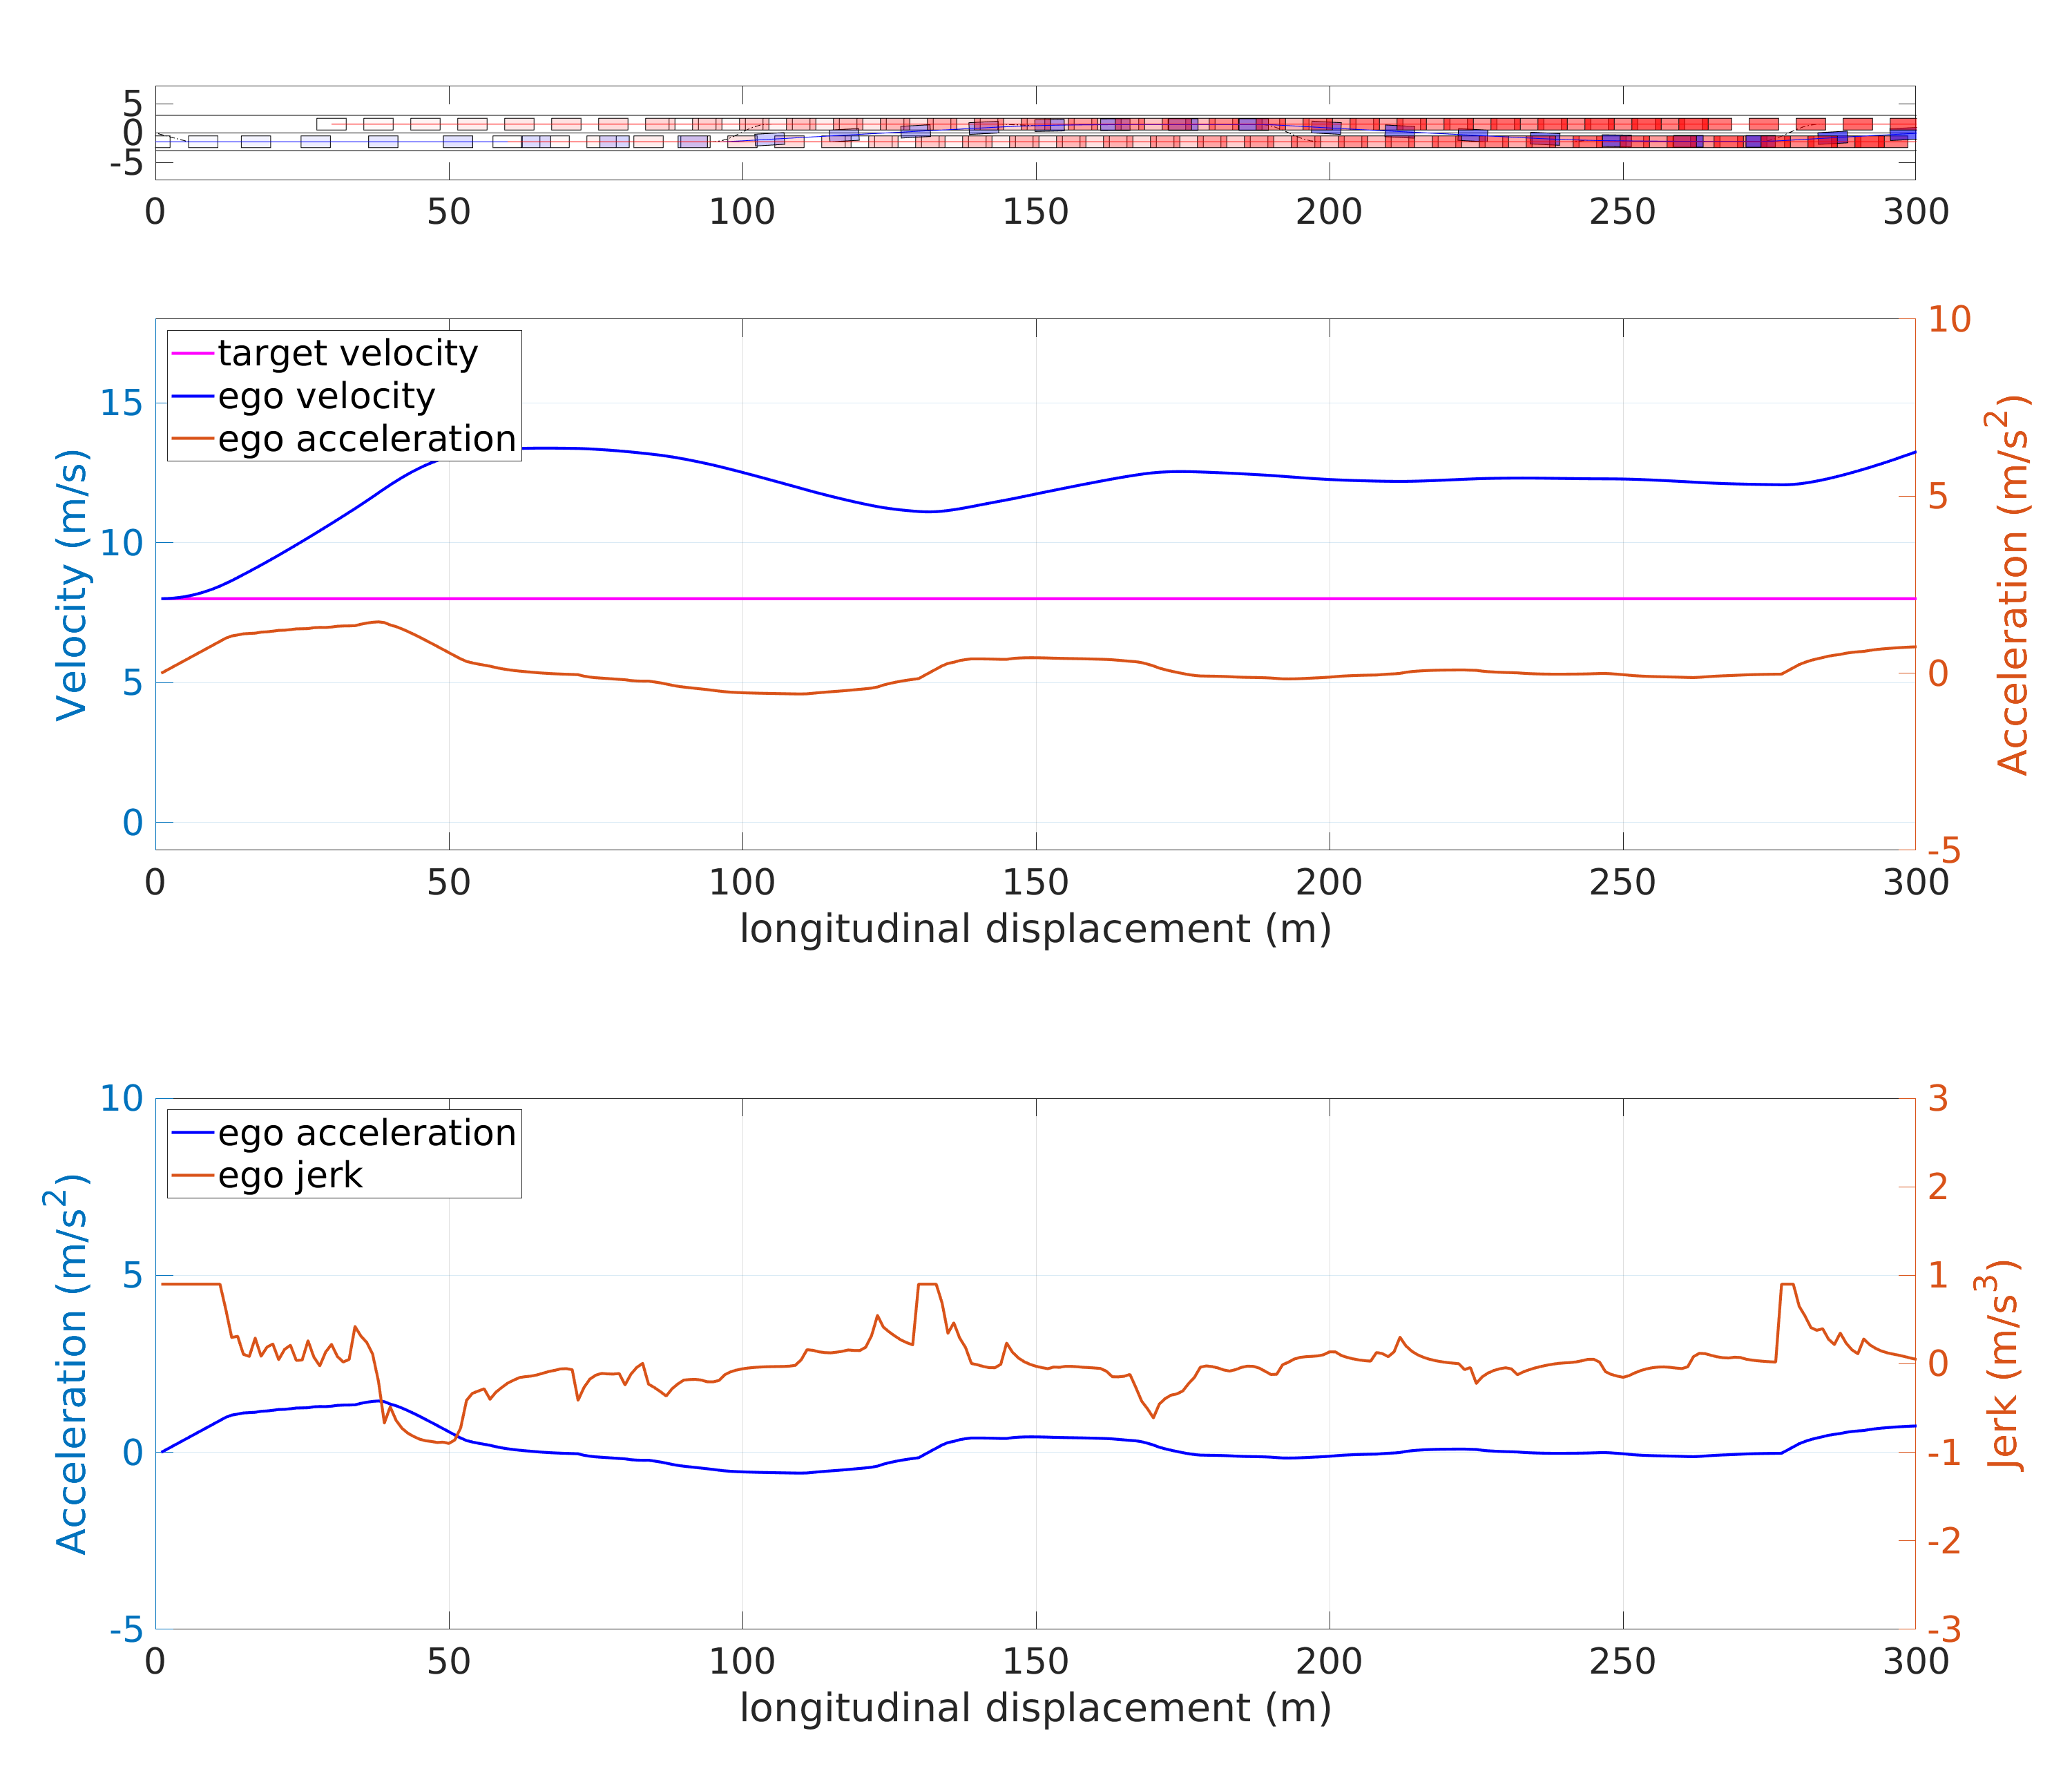 5
0
-5
0 50 100 150 200 250 300
target velocity
ego velocity
ego acceleration
15
10
5
0
Velocity (m/s)
10
5
0
-5
Acceleration (m/s²)
0 50 100 150 200 250 300
longitudinal displacement (m)
ego acceleration
ego jerk
10
5
0
-5
Acceleration (m/s²)
3
2
1
0
-1
-2
-3
Jerk (m/s³)
0 50 100 150 200 250 300
longitudinal displacement (m)